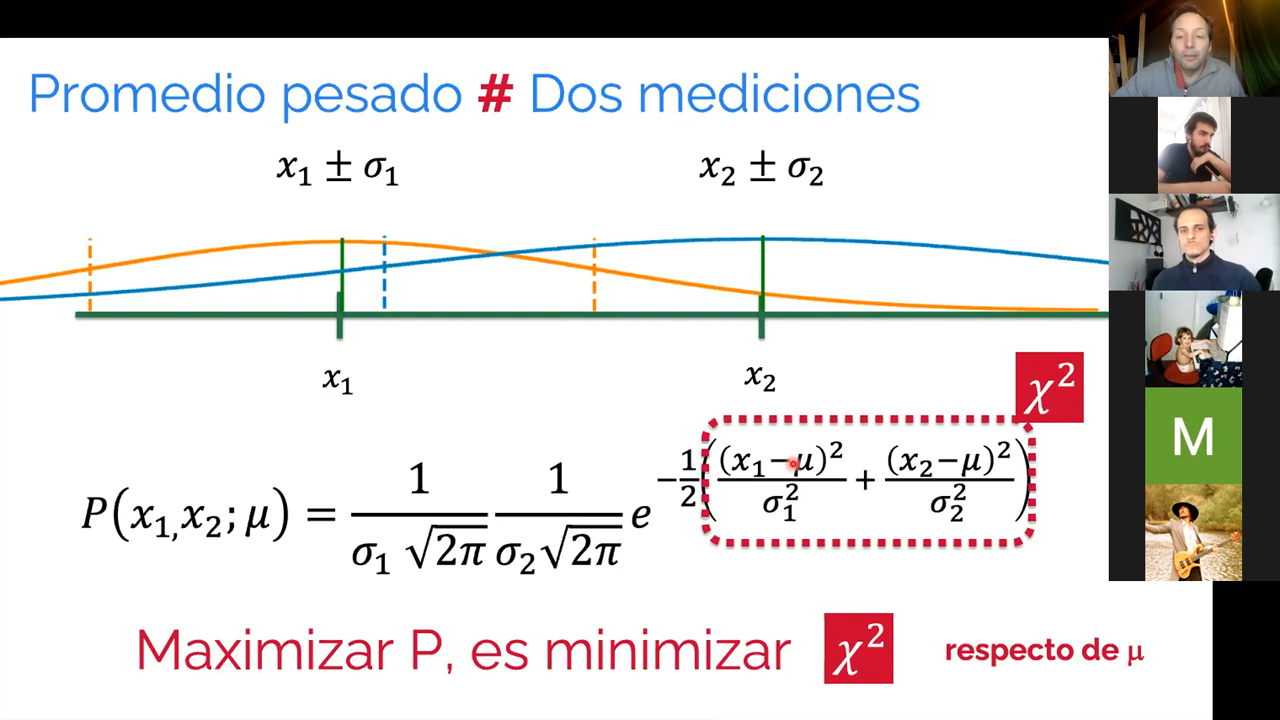 Promedio pesado # Dos mediciones
x₁ ± σ₁
x₂ ± σ₂
x₁
x₂
χ²
P(x₁,x₂; μ) = 1/(σ₁ √2π) 1/(σ₂√2π) e^(−1/2((x₁−μ)²/σ₁² + (x₂−μ)²/σ₂²))
Maximizar P, es minimizar χ² respecto de μ
M